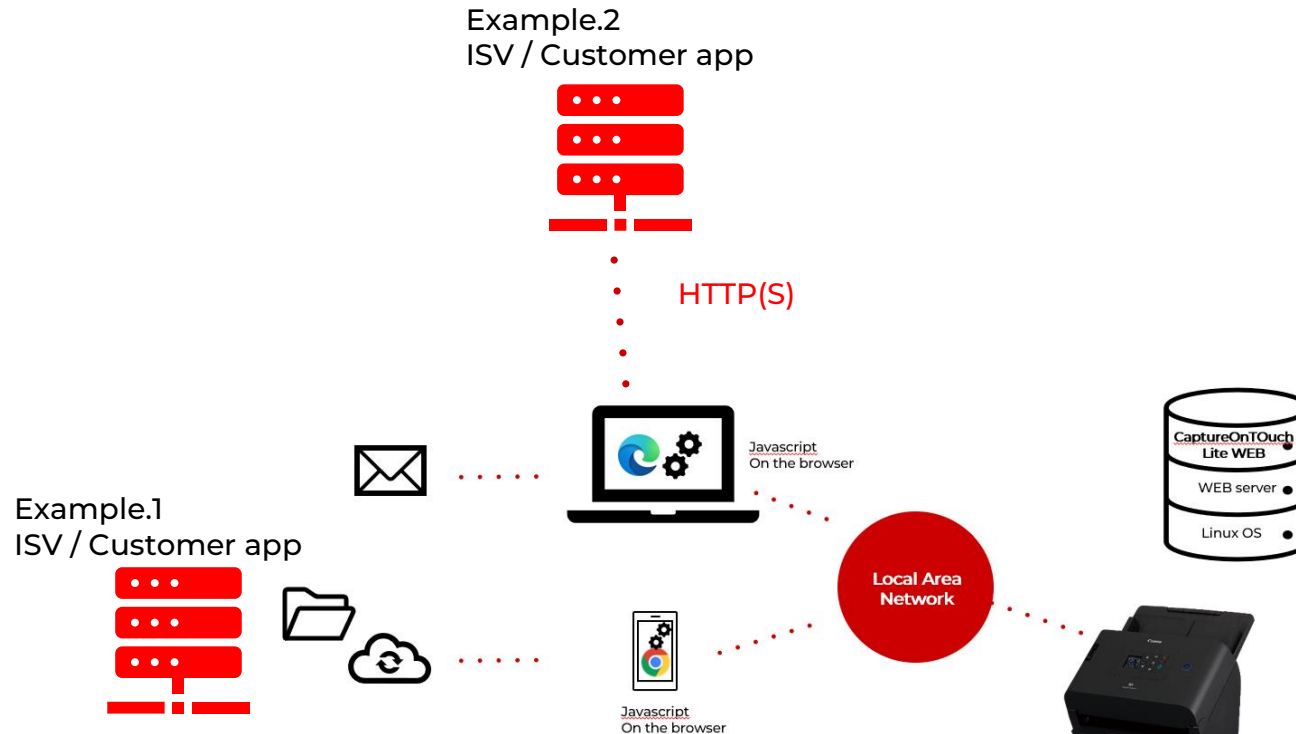 Example.2
ISV / Customer app
HTTP(S)
Javascript
On the browser
CaptureOnTOuch
Lite WEB
WEB server
Linux OS
Example.1
ISV / Customer app
Local Area
Network
Canon
Javascript
On the browser